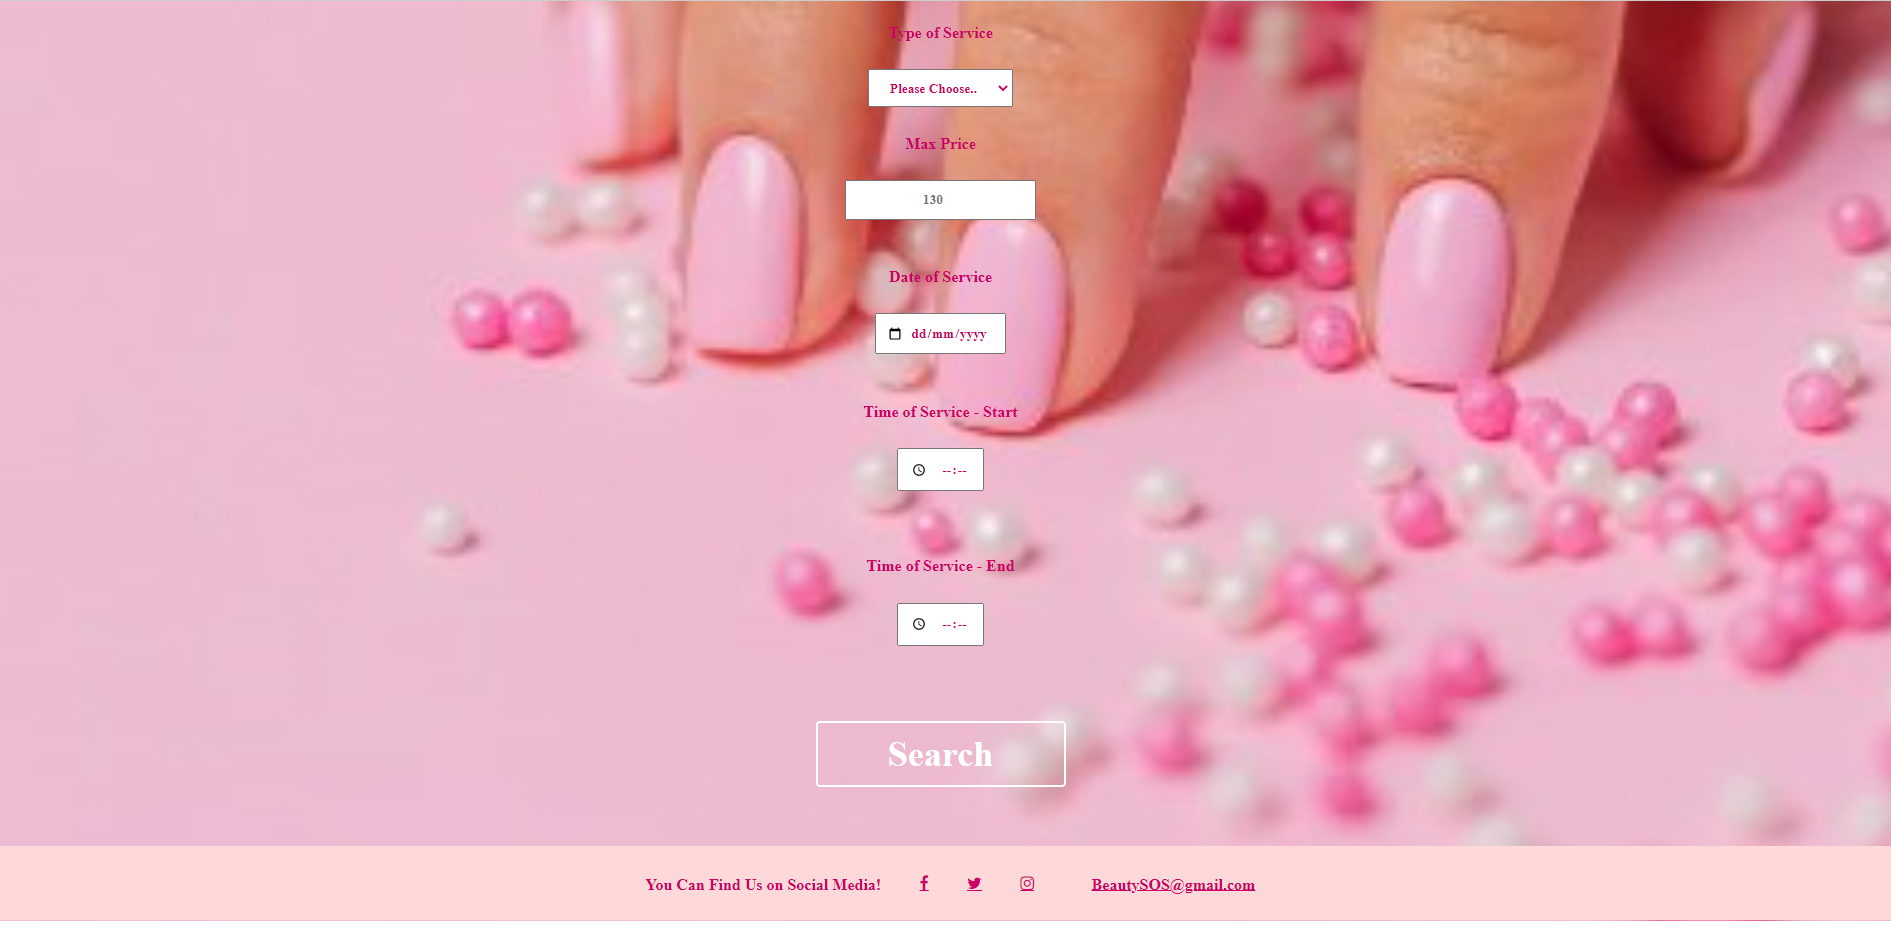 Type of Service
Please Choose..
Max Price
130
Date of Service
dd/mm/yyyy
Time of Service - Start
--:--
Time of Service - End
--:--
Search
You Can Find Us on Social Media! BeautySOS@gmail.com